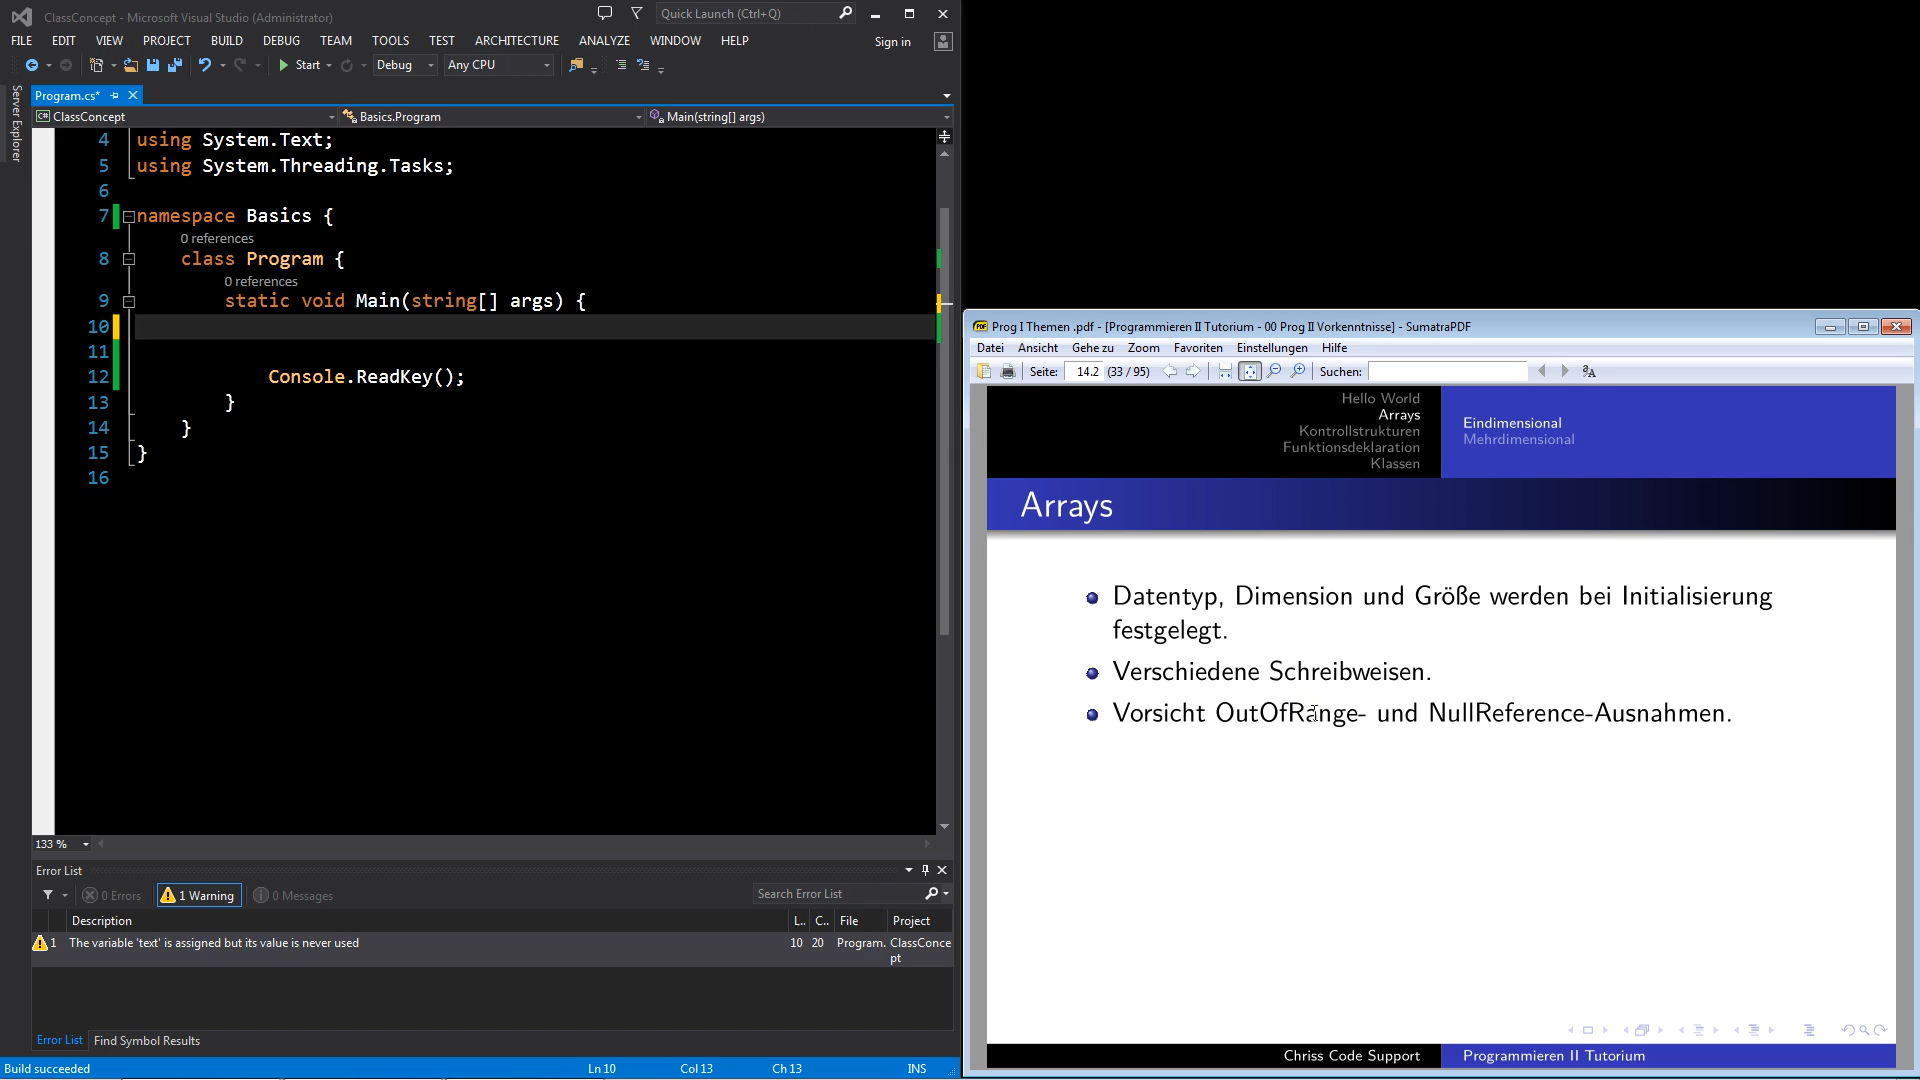 ClassConcept - Microsoft Visual Studio (Administrator)
Quick Launch (Ctrl+Q)
FILE EDIT VIEW PROJECT BUILD DEBUG TEAM TOOLS TEST ARCHITECTURE ANALYZE WINDOW HELP
Sign in
Start Debug Any CPU
Server Explorer
Program.cs*
ClassConcept Basics.Program Main(string[] args)
4 using System.Text;
5 using System.Threading.Tasks;
6
7 namespace Basics {
0 references
8 class Program {
0 references
9 static void Main(string[] args) {
10
11
12 Console.ReadKey();
13 }
14 }
15 }
16
133 %
Error List
0 Errors 1 Warning 0 Messages
Search Error List
Description L.. C.. File Project
1 The variable 'text' is assigned but its value is never used 10 20 Program. ClassConce
pt
Error List Find Symbol Results
Build succeeded Ln 10 Col 13 Ch 13 INS
Prog I Themen .pdf - [Programmieren II Tutorium - 00 Prog II Vorkenntnisse] - SumatraPDF
Datei Ansicht Gehe zu Zoom Favoriten Einstellungen Hilfe
Seite: 14.2 (33 / 95) Suchen:
Hello World
Arrays
Kontrollstrukturen
Funktionsdeklaration
Klassen
Eindimensional
Mehrdimensional
Arrays
Datentyp, Dimension und Größe werden bei Initialisierung
festgelegt.
Verschiedene Schreibweisen.
Vorsicht OutOfRange- und NullReference-Ausnahmen.
Chriss Code Support Programmieren II Tutorium